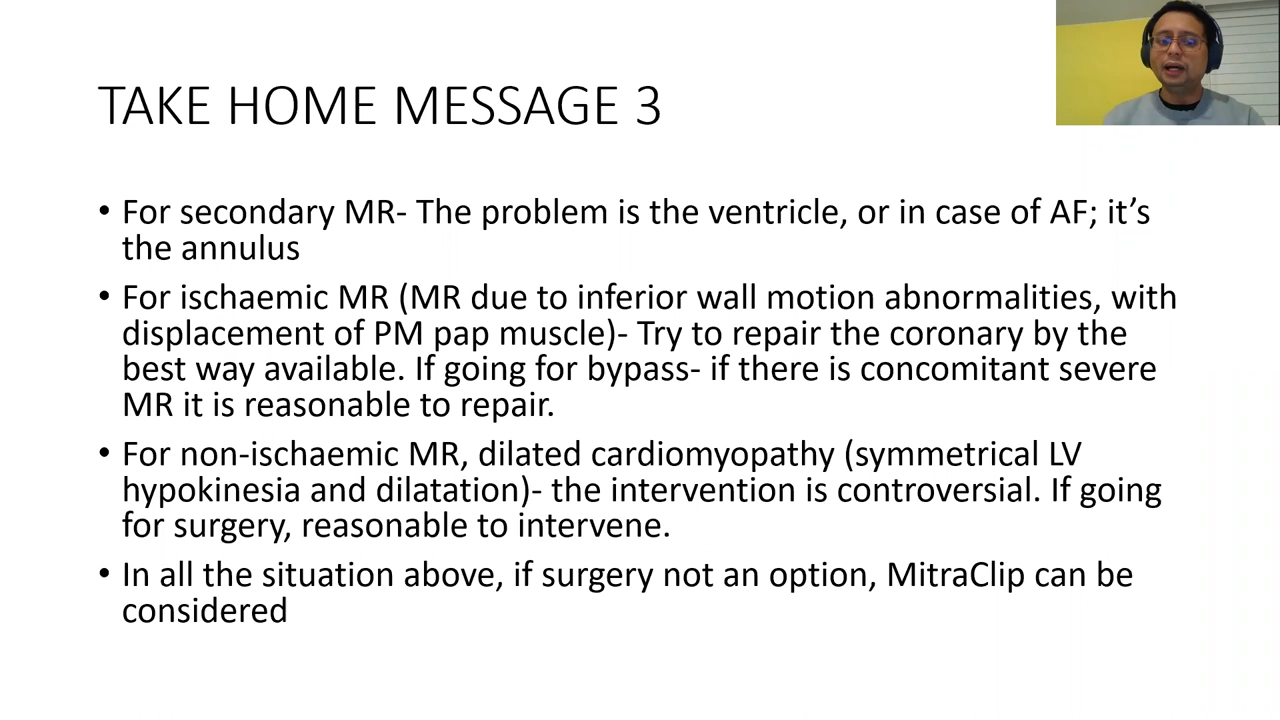 TAKE HOME MESSAGE 3
• For secondary MR- The problem is the ventricle, or in case of AF; it’s
the annulus
• For ischaemic MR (MR due to inferior wall motion abnormalities, with
displacement of PM pap muscle)- Try to repair the coronary by the
best way available. If going for bypass- if there is concomitant severe
MR it is reasonable to repair.
• For non-ischaemic MR, dilated cardiomyopathy (symmetrical LV
hypokinesia and dilatation)- the intervention is controversial. If going
for surgery, reasonable to intervene.
• In all the situation above, if surgery not an option, MitraClip can be
considered